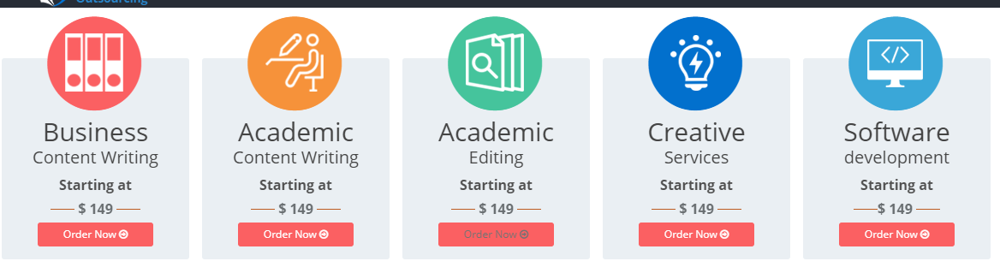 Outsourcing
Business
Content Writing
Starting at
$ 149
Order Now
Academic
Content Writing
Starting at
$ 149
Order Now
Academic
Editing
Starting at
$ 149
Order Now
Creative
Services
Starting at
$ 149
Order Now
</>
Software
development
Starting at
$ 149
Order Now